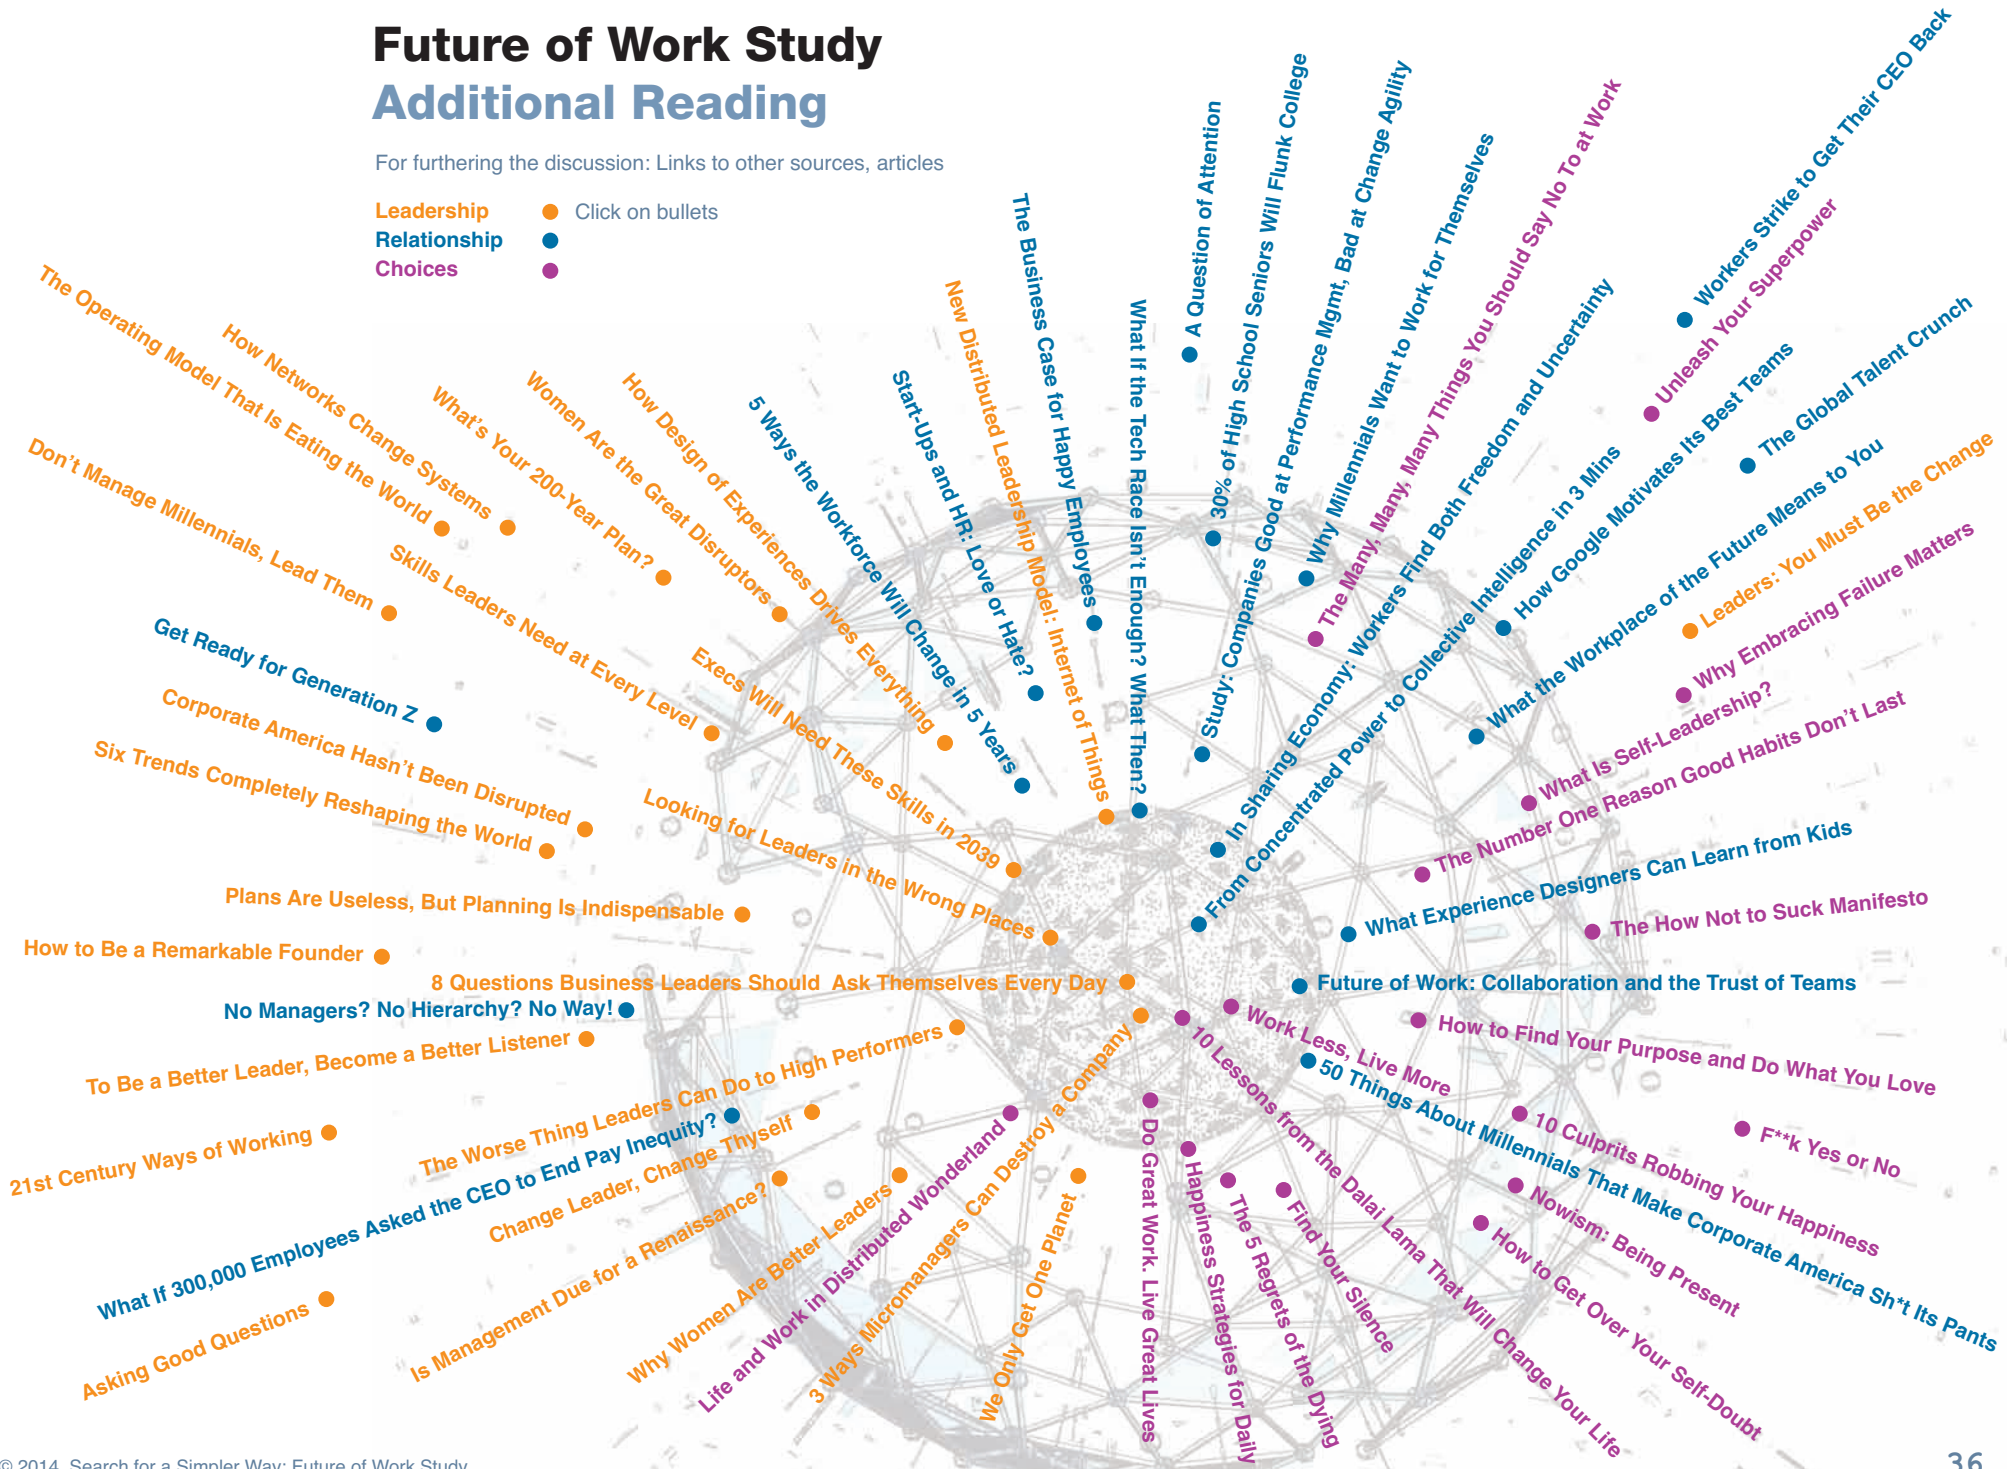 Future of Work Study
Additional Reading
For furthering the discussion: Links to other sources, articles
Leadership
Click on bullets
Relationship
Choices
The Operating Model That Is Eating the World
How Networks Change Systems
What's Your 200-Year Plan?
Women Are the Great Disruptors
How Design of Experiences Drives Everything
5 Ways the Workforce Will Change in 5 Years
Start-Ups and HR: Love or Hate?
New Distributed Leadership Model: Internet of Things
The Business Case for Happy Employees
What If the Tech Race Isn't Enough? What Then?
A Question of Attention
30% of High School Seniors Will Flunk College
Study: Companies Good at Performance Mgmt, Bad at Change Agility
Why Millennials Want to Work for Themselves
The Many, Many, Many Things You Should Say No To at Work
In Sharing Economy: Workers Find Both Freedom and Uncertainty
From Concentrated Power to Collective Intelligence in 3 Mins
Workers Strike to Get Their CEO Back
Unleash Your Superpower
How Google Motivates Its Best Teams
The Global Talent Crunch
What the Workplace of the Future Means to You
Leaders: You Must Be the Change
Why Embracing Failure Matters
What Is Self-Leadership?
The Number One Reason Good Habits Don't Last
What Experience Designers Can Learn from Kids
The How Not to Suck Manifesto
Future of Work: Collaboration and the Trust of Teams
How to Find Your Purpose and Do What You Love
Work Less, Live More
50 Things About Millennials That Make Corporate America Sh*t Its Pants
10 Culprits Robbing Your Happiness
F**k Yes or No
Nowism: Being Present
How to Get Over Your Self-Doubt
10 Lessons from the Dalai Lama That Will Change Your Life
Find Your Silence
The 5 Regrets of the Dying
Happiness Strategies for Daily
Do Great Work. Live Great Lives
We Only Get One Planet
3 Ways Micromanagers Can Destroy a Company
Life and Work in Distributed Wonderland
Why Women Are Better Leaders
Is Management Due for a Renaissance?
Change Leader, Change Thyself
What If 300,000 Employees Asked the CEO to End Pay Inequity?
The Worse Thing Leaders Can Do to High Performers
Asking Good Questions
21st Century Ways of Working
To Be a Better Leader, Become a Better Listener
No Managers? No Hierarchy? No Way!
8 Questions Business Leaders Should Ask Themselves Every Day
How to Be a Remarkable Founder
Plans Are Useless, But Planning Is Indispensable
Looking for Leaders in the Wrong Places
Execs Will Need These Skills in 2039
Six Trends Completely Reshaping the World
Corporate America Hasn't Been Disrupted
Get Ready for Generation Z
Skills Leaders Need at Every Level
Don't Manage Millennials, Lead Them
© 2014 Search for a Simpler Way: Future of Work Study
36